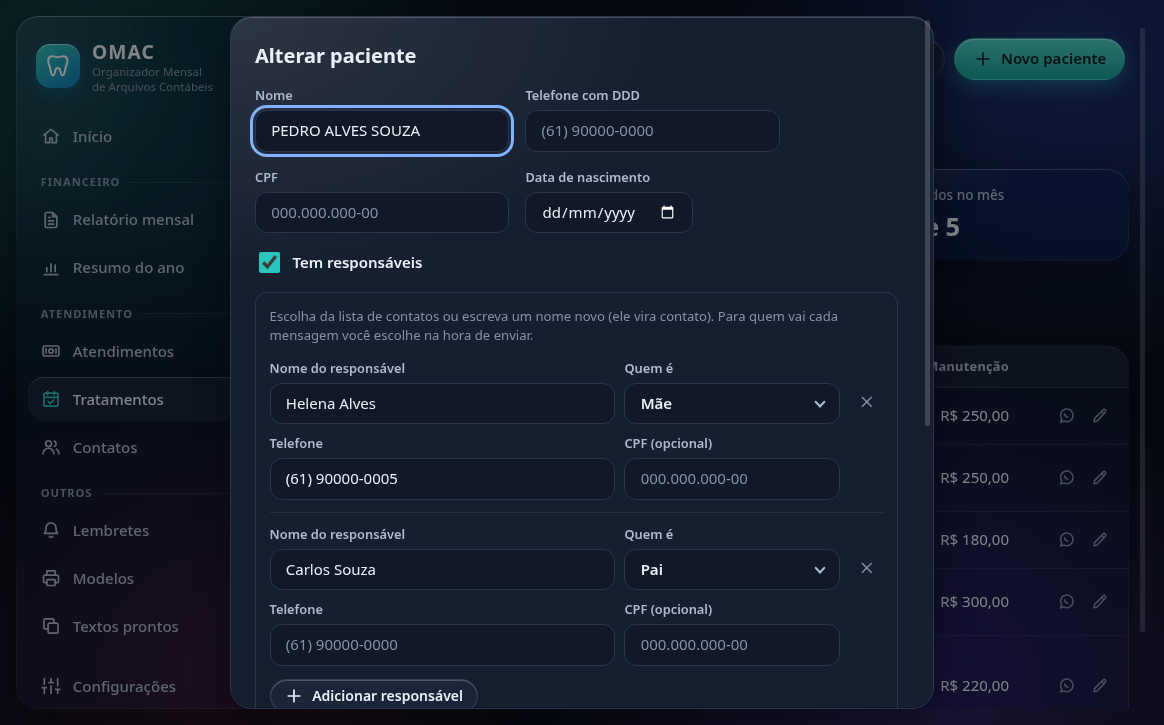 OMAC
Organizador Mensal
de Arquivos Contábeis
Início
FINANCEIRO
Relatório mensal
Resumo do ano
ATENDIMENTO
Atendimentos
Tratamentos
Contatos
OUTROS
Lembretes
Modelos
Textos prontos
Configurações
Alterar paciente
Nome
Telefone com DDD
PEDRO ALVES SOUZA
(61) 90000-0000
CPF
Data de nascimento
000.000.000-00
dd/mm/yyyy
Tem responsáveis
Escolha da lista de contatos ou escreva um nome novo (ele vira contato). Para quem vai cada
mensagem você escolhe na hora de enviar.
Nome do responsável
Quem é
Helena Alves
Mãe
Telefone
CPF (opcional)
(61) 90000-0005
000.000.000-00
Nome do responsável
Quem é
Carlos Souza
Pai
Telefone
CPF (opcional)
(61) 90000-0000
000.000.000-00
Adicionar responsável
Novo paciente
no mês
5
Manutenção
R$ 250,00
R$ 250,00
R$ 180,00
R$ 300,00
R$ 220,00